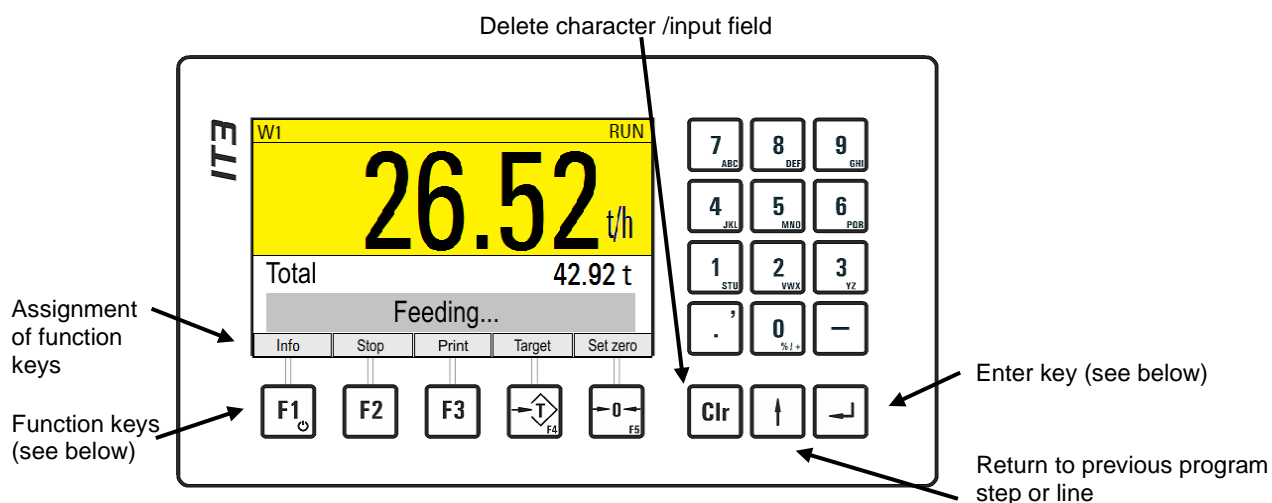 Delete character /input field
IT3
W1 RUN
26.52 t/h
Total 42.92 t
Feeding...
Info Stop Print Target Set zero
F1 F2 F3 T F4 0 F5
7 ABC 8 DEF 9 GHI
4 JKL 5 MNO 6 PQR
1 STU 2 VWX 3 YZ
. ' 0 %/+ –
Clr
Assignment
of function
keys
Function keys
(see below)
Enter key (see below)
Return to previous program
step or line